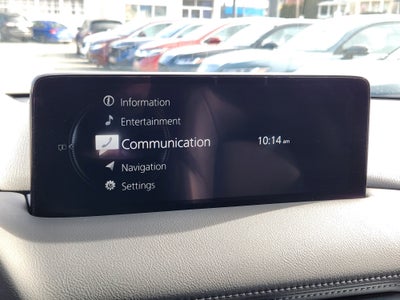 Information
Entertainment
Communication
10:14 am
Navigation
Settings